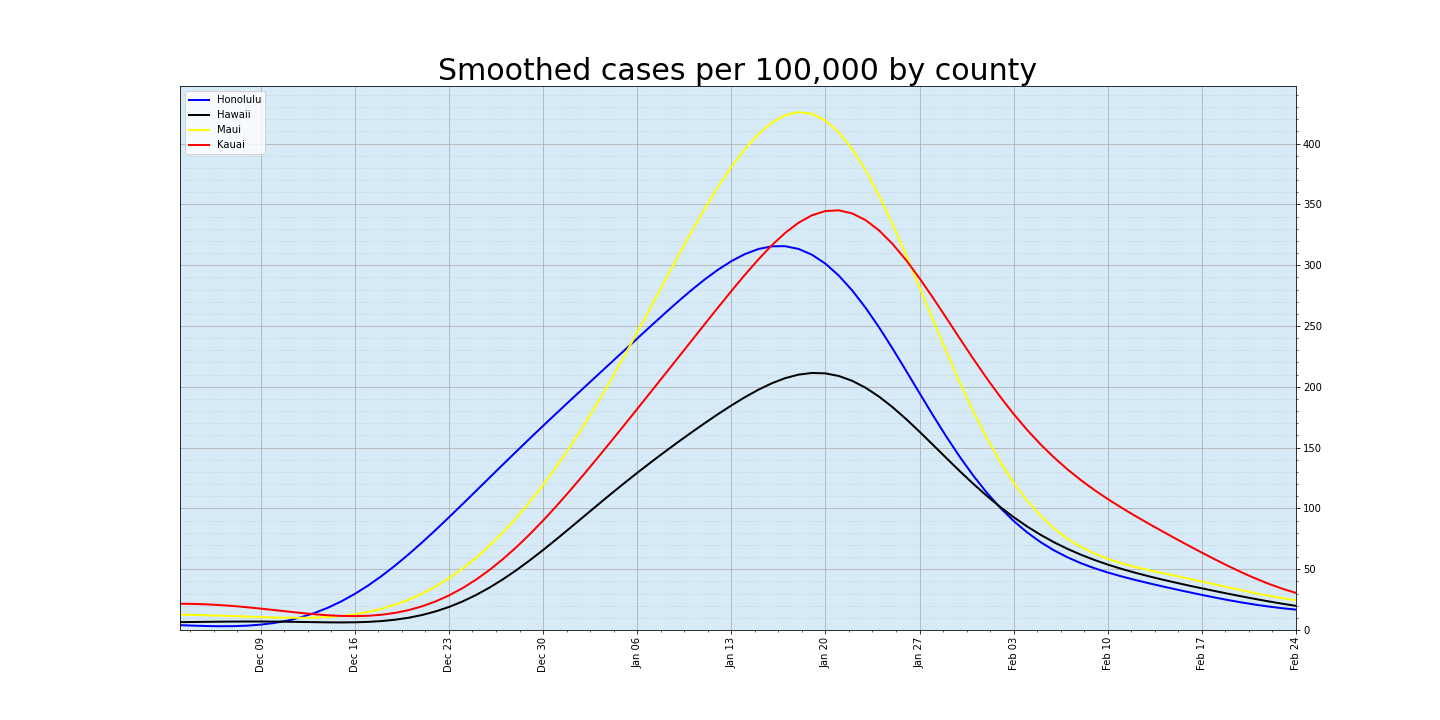 Smoothed cases per 100,000 by county
Honolulu
Hawaii
Maui
Kauai
400
350
300
250
200
150
100
50
0
Dec 09
Dec 16
Dec 23
Dec 30
Jan 06
Jan 13
Jan 20
Jan 27
Feb 03
Feb 10
Feb 17
Feb 24